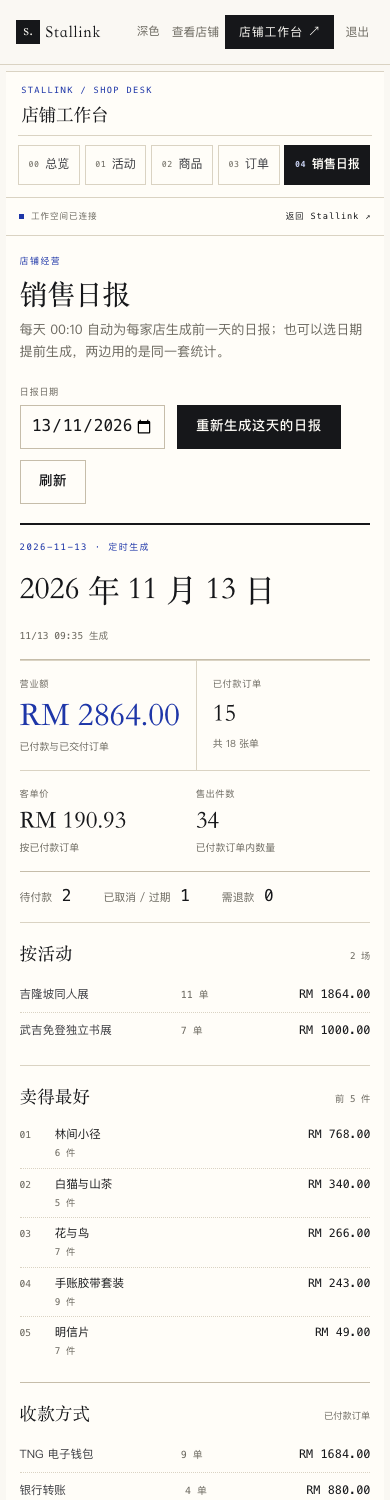 s. Stallink 深色 查看店铺 店铺工作台 ↗ 退出
STALLINK / SHOP DESK
店铺工作台
00 总览 01 活动 02 商品 03 订单 04 销售日报
工作空间已连接 返回 Stallink ↗
店铺经营
销售日报
每天 00:10 自动为每家店生成前一天的日报；也可以选日期
提前生成，两边用的是同一套统计。
日报日期
13/11/2026 重新生成这天的日报
刷新
2026-11-13 · 定时生成
2026 年 11 月 13 日
11/13 09:35 生成
营业额 已付款订单
RM 2864.00 15
已付款与已交付订单 共 18 张单
客单价 售出件数
RM 190.93 34
按已付款订单 已付款订单内数量
待付款 2 已取消 / 过期 1 需退款 0
按活动 2 场
吉隆坡同人展 11 单 RM 1864.00
武吉免登独立书展 7 单 RM 1000.00
卖得最好 前 5 件
01 林间小径 RM 768.00
6 件
02 白猫与山茶 RM 340.00
5 件
03 花与鸟 RM 266.00
7 件
04 手账胶带套装 RM 243.00
9 件
05 明信片 RM 49.00
7 件
收款方式 已付款订单
TNG 电子钱包 9 单 RM 1684.00
银行转账 4 单 RM 880.00